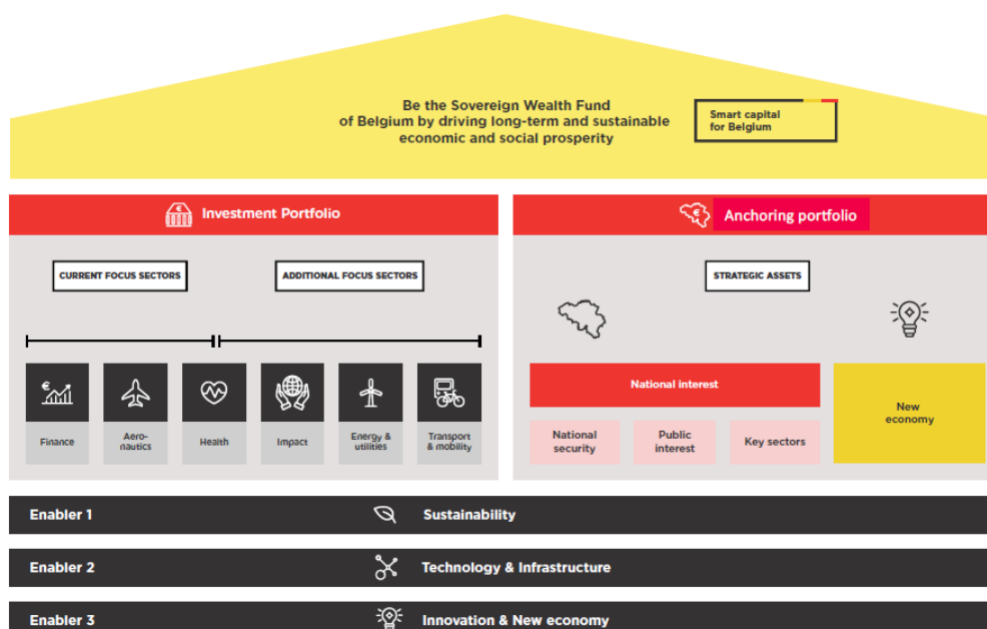 Be the Sovereign Wealth Fund
of Belgium by driving long-term and sustainable
economic and social prosperity
Smart capital
for Belgium
Investment Portfolio
CURRENT FOCUS SECTORS
ADDITIONAL FOCUS SECTORS
Finance
Aero-
nautics
Health
Impact
Energy &
utilities
Transport
& mobility
Anchoring portfolio
STRATEGIC ASSETS
National interest
National
security
Public
interest
Key sectors
New
economy
Enabler 1
Sustainability
Enabler 2
Technology & Infrastructure
Enabler 3
Innovation & New economy